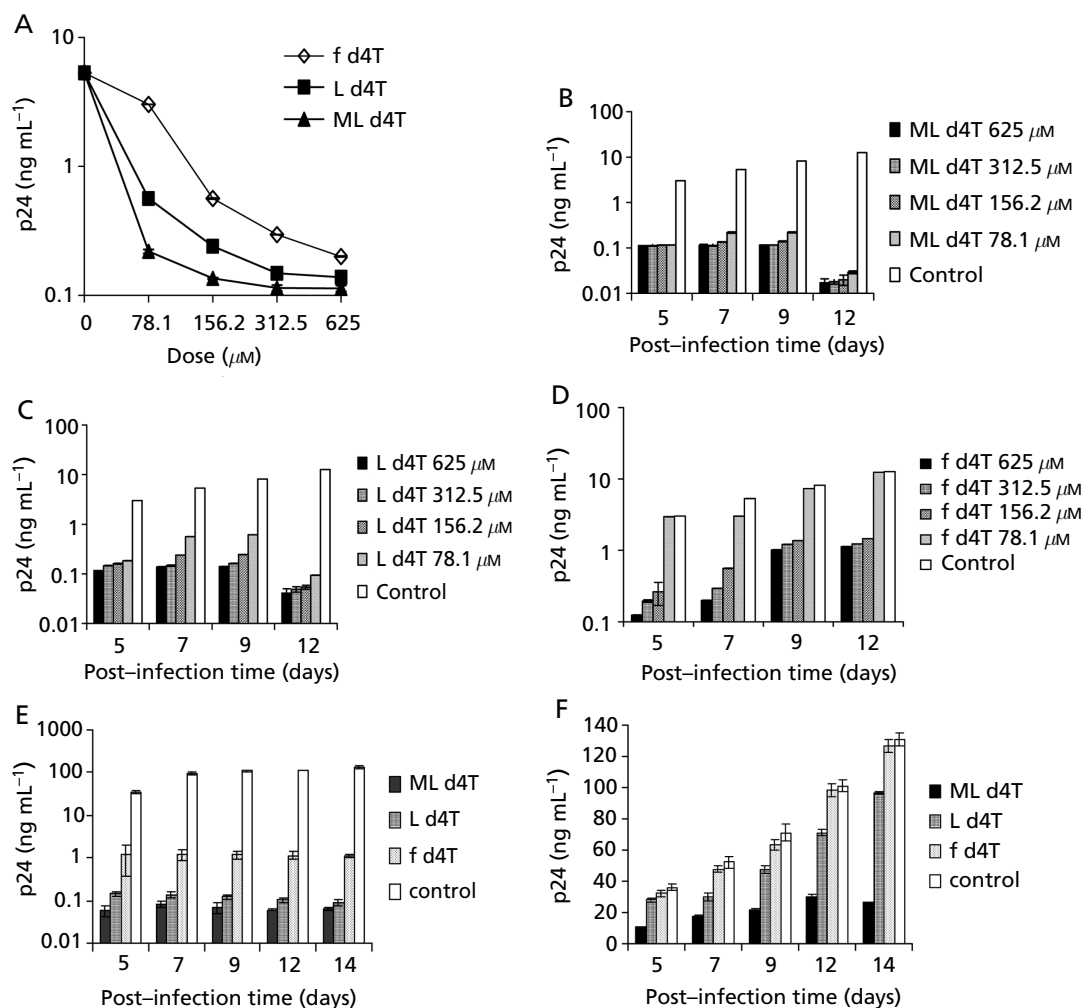 A
10
1
0.1
p24 (ng mL⁻¹)
0 78.1 156.2 312.5 625
Dose (μM)
f d4T
L d4T
ML d4T
B
100
10
1
0.1
0.01
p24 (ng mL⁻¹)
5 7 9 12
Post–infection time (days)
ML d4T 625 μM
ML d4T 312.5 μM
ML d4T 156.2 μM
ML d4T 78.1 μM
Control
C
100
10
1
0.1
0.01
p24 (ng mL⁻¹)
5 7 9 12
Post–infection time (days)
L d4T 625 μM
L d4T 312.5 μM
L d4T 156.2 μM
L d4T 78.1 μM
Control
D
100
10
1
0.1
p24 (ng mL⁻¹)
5 7 9 12
Post–infection time (days)
f d4T 625 μM
f d4T 312.5 μM
f d4T 156.2 μM
f d4T 78.1 μM
Control
E
1000
100
10
1
0.1
0.01
p24 (ng mL⁻¹)
5 7 9 12 14
Post–infection time (days)
ML d4T
L d4T
f d4T
control
F
140
120
100
80
60
40
20
0
p24 (ng mL⁻¹)
5 7 9 12 14
Post–infection time (days)
ML d4T
L d4T
f d4T
control